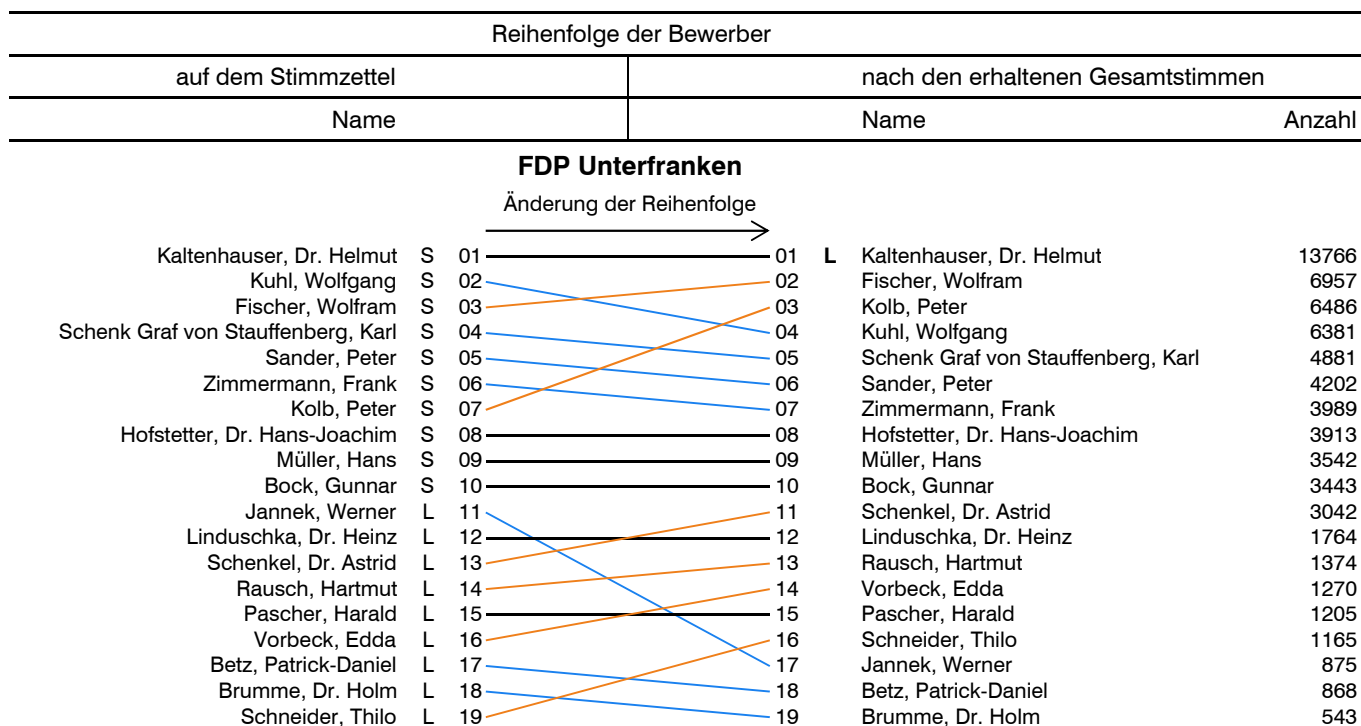 Reihenfolge der Bewerber
auf dem Stimmzettel nach den erhaltenen Gesamtstimmen
Name Name Anzahl
FDP Unterfranken
Änderung der Reihenfolge
Kaltenhauser, Dr. Helmut S 01 01 L Kaltenhauser, Dr. Helmut 13766
Kuhl, Wolfgang S 02 02 Fischer, Wolfram 6957
Fischer, Wolfram S 03 03 Kolb, Peter 6486
Schenk Graf von Stauffenberg, Karl S 04 04 Kuhl, Wolfgang 6381
Sander, Peter S 05 05 Schenk Graf von Stauffenberg, Karl 4881
Zimmermann, Frank S 06 06 Sander, Peter 4202
Kolb, Peter S 07 07 Zimmermann, Frank 3989
Hofstetter, Dr. Hans-Joachim S 08 08 Hofstetter, Dr. Hans-Joachim 3913
Müller, Hans S 09 09 Müller, Hans 3542
Bock, Gunnar S 10 10 Bock, Gunnar 3443
Jannek, Werner L 11 11 Schenkel, Dr. Astrid 3042
Linduschka, Dr. Heinz L 12 12 Linduschka, Dr. Heinz 1764
Schenkel, Dr. Astrid L 13 13 Rausch, Hartmut 1374
Rausch, Hartmut L 14 14 Vorbeck, Edda 1270
Pascher, Harald L 15 15 Pascher, Harald 1205
Vorbeck, Edda L 16 16 Schneider, Thilo 1165
Betz, Patrick-Daniel L 17 17 Jannek, Werner 875
Brumme, Dr. Holm L 18 18 Betz, Patrick-Daniel 868
Schneider, Thilo L 19 19 Brumme, Dr. Holm 543